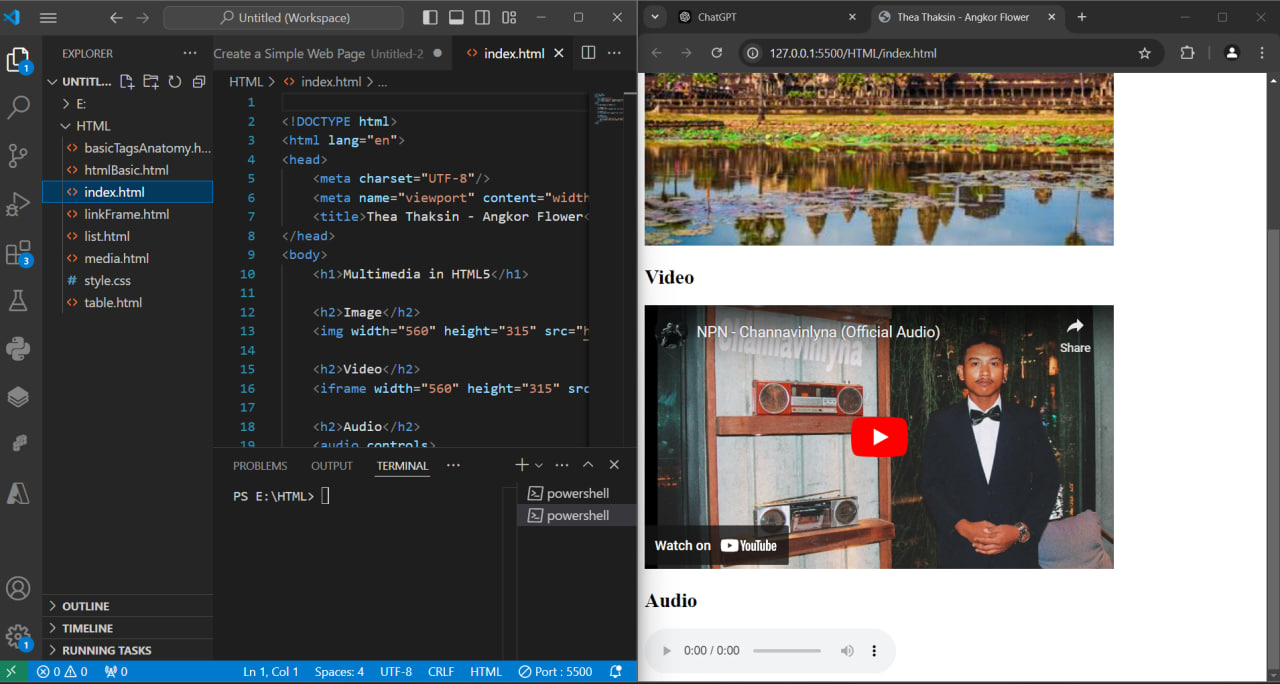 Untitled (Workspace)
EXPLORER
UNTITL...
E:
HTML
basicTagsAnatomy.h...
htmlBasic.html
index.html
linkFrame.html
list.html
media.html
style.css
table.html
OUTLINE
TIMELINE
RUNNING TASKS
1
3
1
Create a Simple Web Page Untitled-2
index.html
HTML > index.html > ...
1
2 <!DOCTYPE html>
3 <html lang="en">
4 <head>
5 <meta charset="UTF-8"/>
6 <meta name="viewport" content="width
7 <title>Thea Thaksin - Angkor Flower<
8 </head>
9 <body>
10 <h1>Multimedia in HTML5</h1>
11
12 <h2>Image</h2>
13 <img width="560" height="315" src="h
14
15 <h2>Video</h2>
16 <iframe width="560" height="315" src
17
18 <h2>Audio</h2>
19 <audio controls>
PROBLEMS OUTPUT TERMINAL
PS E:\HTML>
powershell
powershell
0 0 0 Ln 1, Col 1 Spaces: 4 UTF-8 CRLF HTML Port : 5500
ChatGPT
Thea Thaksin - Angkor Flower
127.0.0.1:5500/HTML/index.html
Video
NPN - Channavinlyna (Official Audio)
Share
Channavinlyna
Watch on YouTube
Audio
0:00 / 0:00